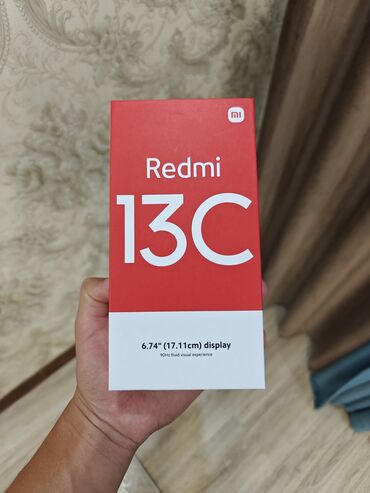 mi
Redmi
13C
6.74" (17.11cm) display
90Hz fluid visual experience